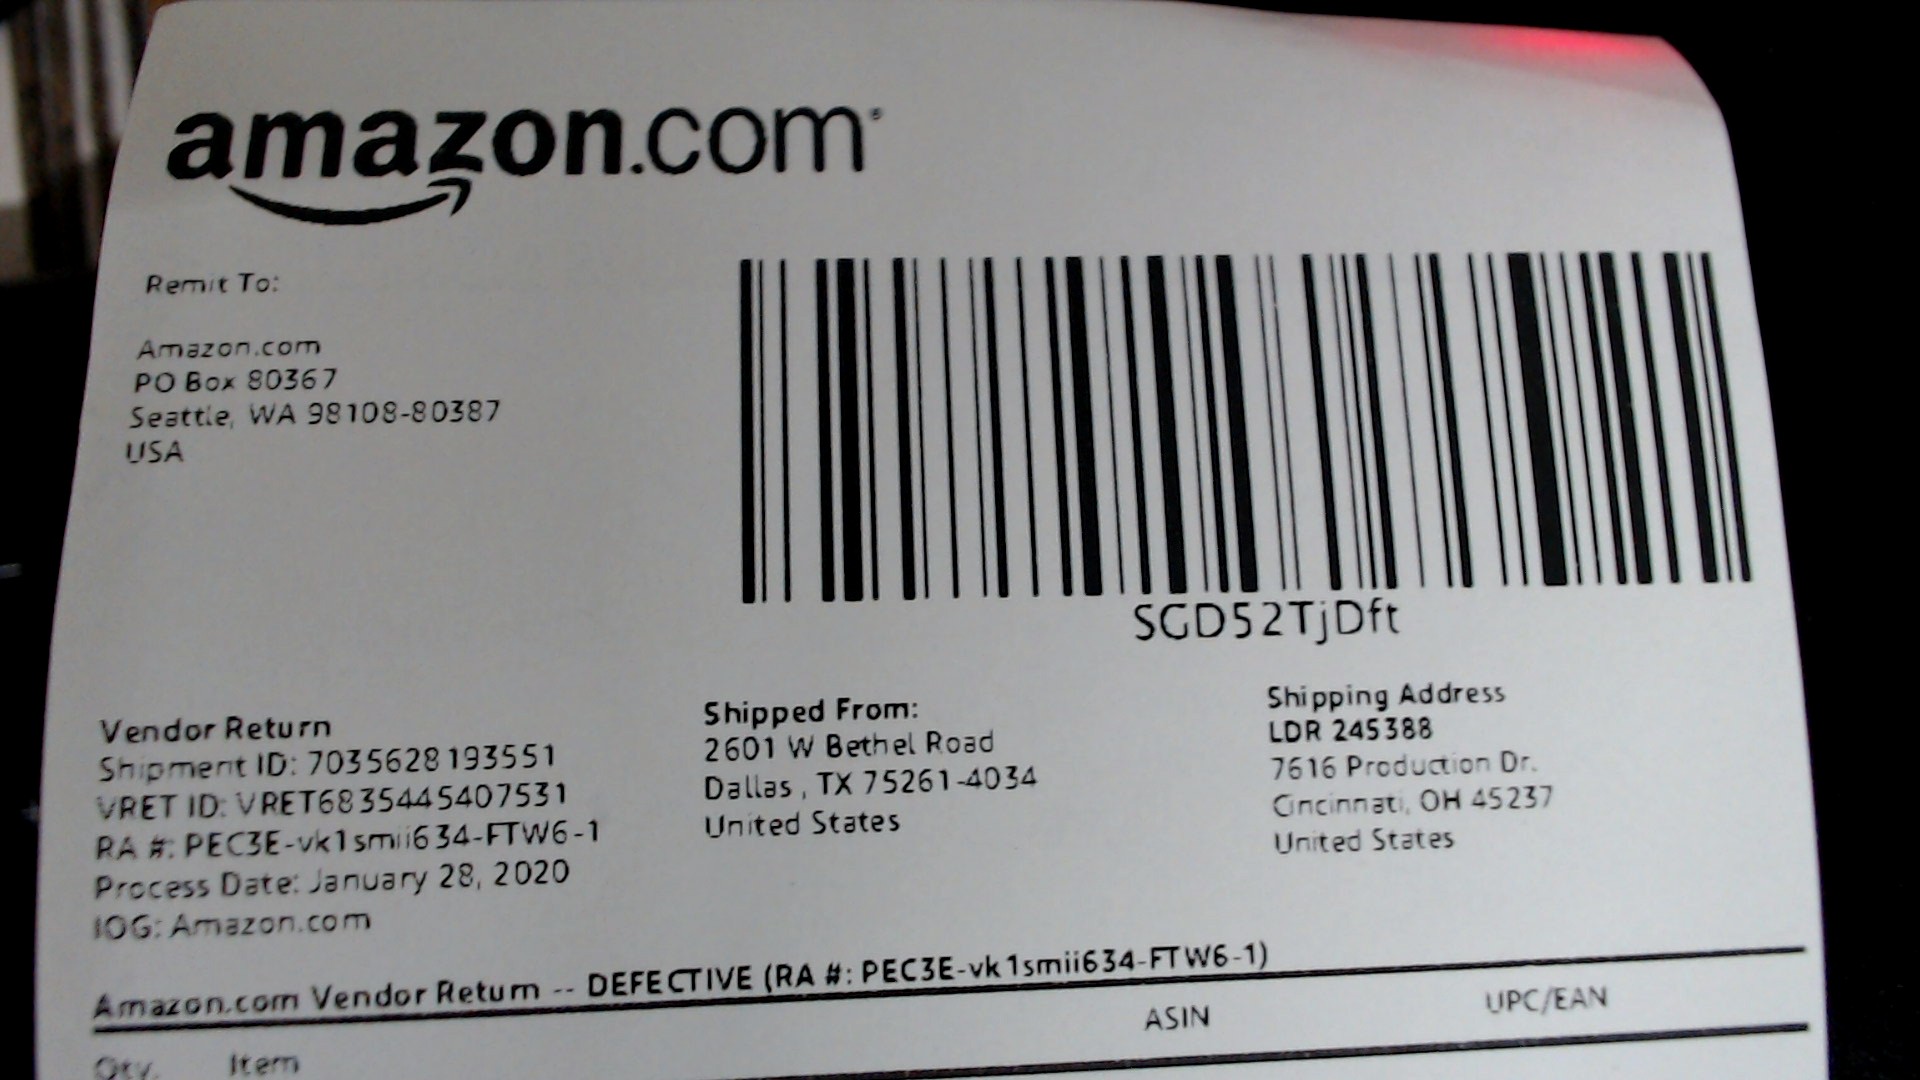 amazon.com
Remit To:
Amazon.com
PO Box 80367
Seattle, WA 98108-80387
USA
SGD52TjDft
Vendor Return
Shipment ID: 7035628193551
VRET ID: VRET6835445407531
RA #: PEC3E-vk1smii634-FTW6-1
Process Date: January 28, 2020
IOG: Amazon.com
Shipped From:
2601 W Bethel Road
Dallas , TX 75261-4034
United States
Shipping Address
LDR 245388
7616 Production Dr.
Cincinnati, OH 45237
United States
Amazon.com Vendor Return -- DEFECTIVE (RA #: PEC3E-vk1smii634-FTW6-1)
Qty. Item ASIN UPC/EAN